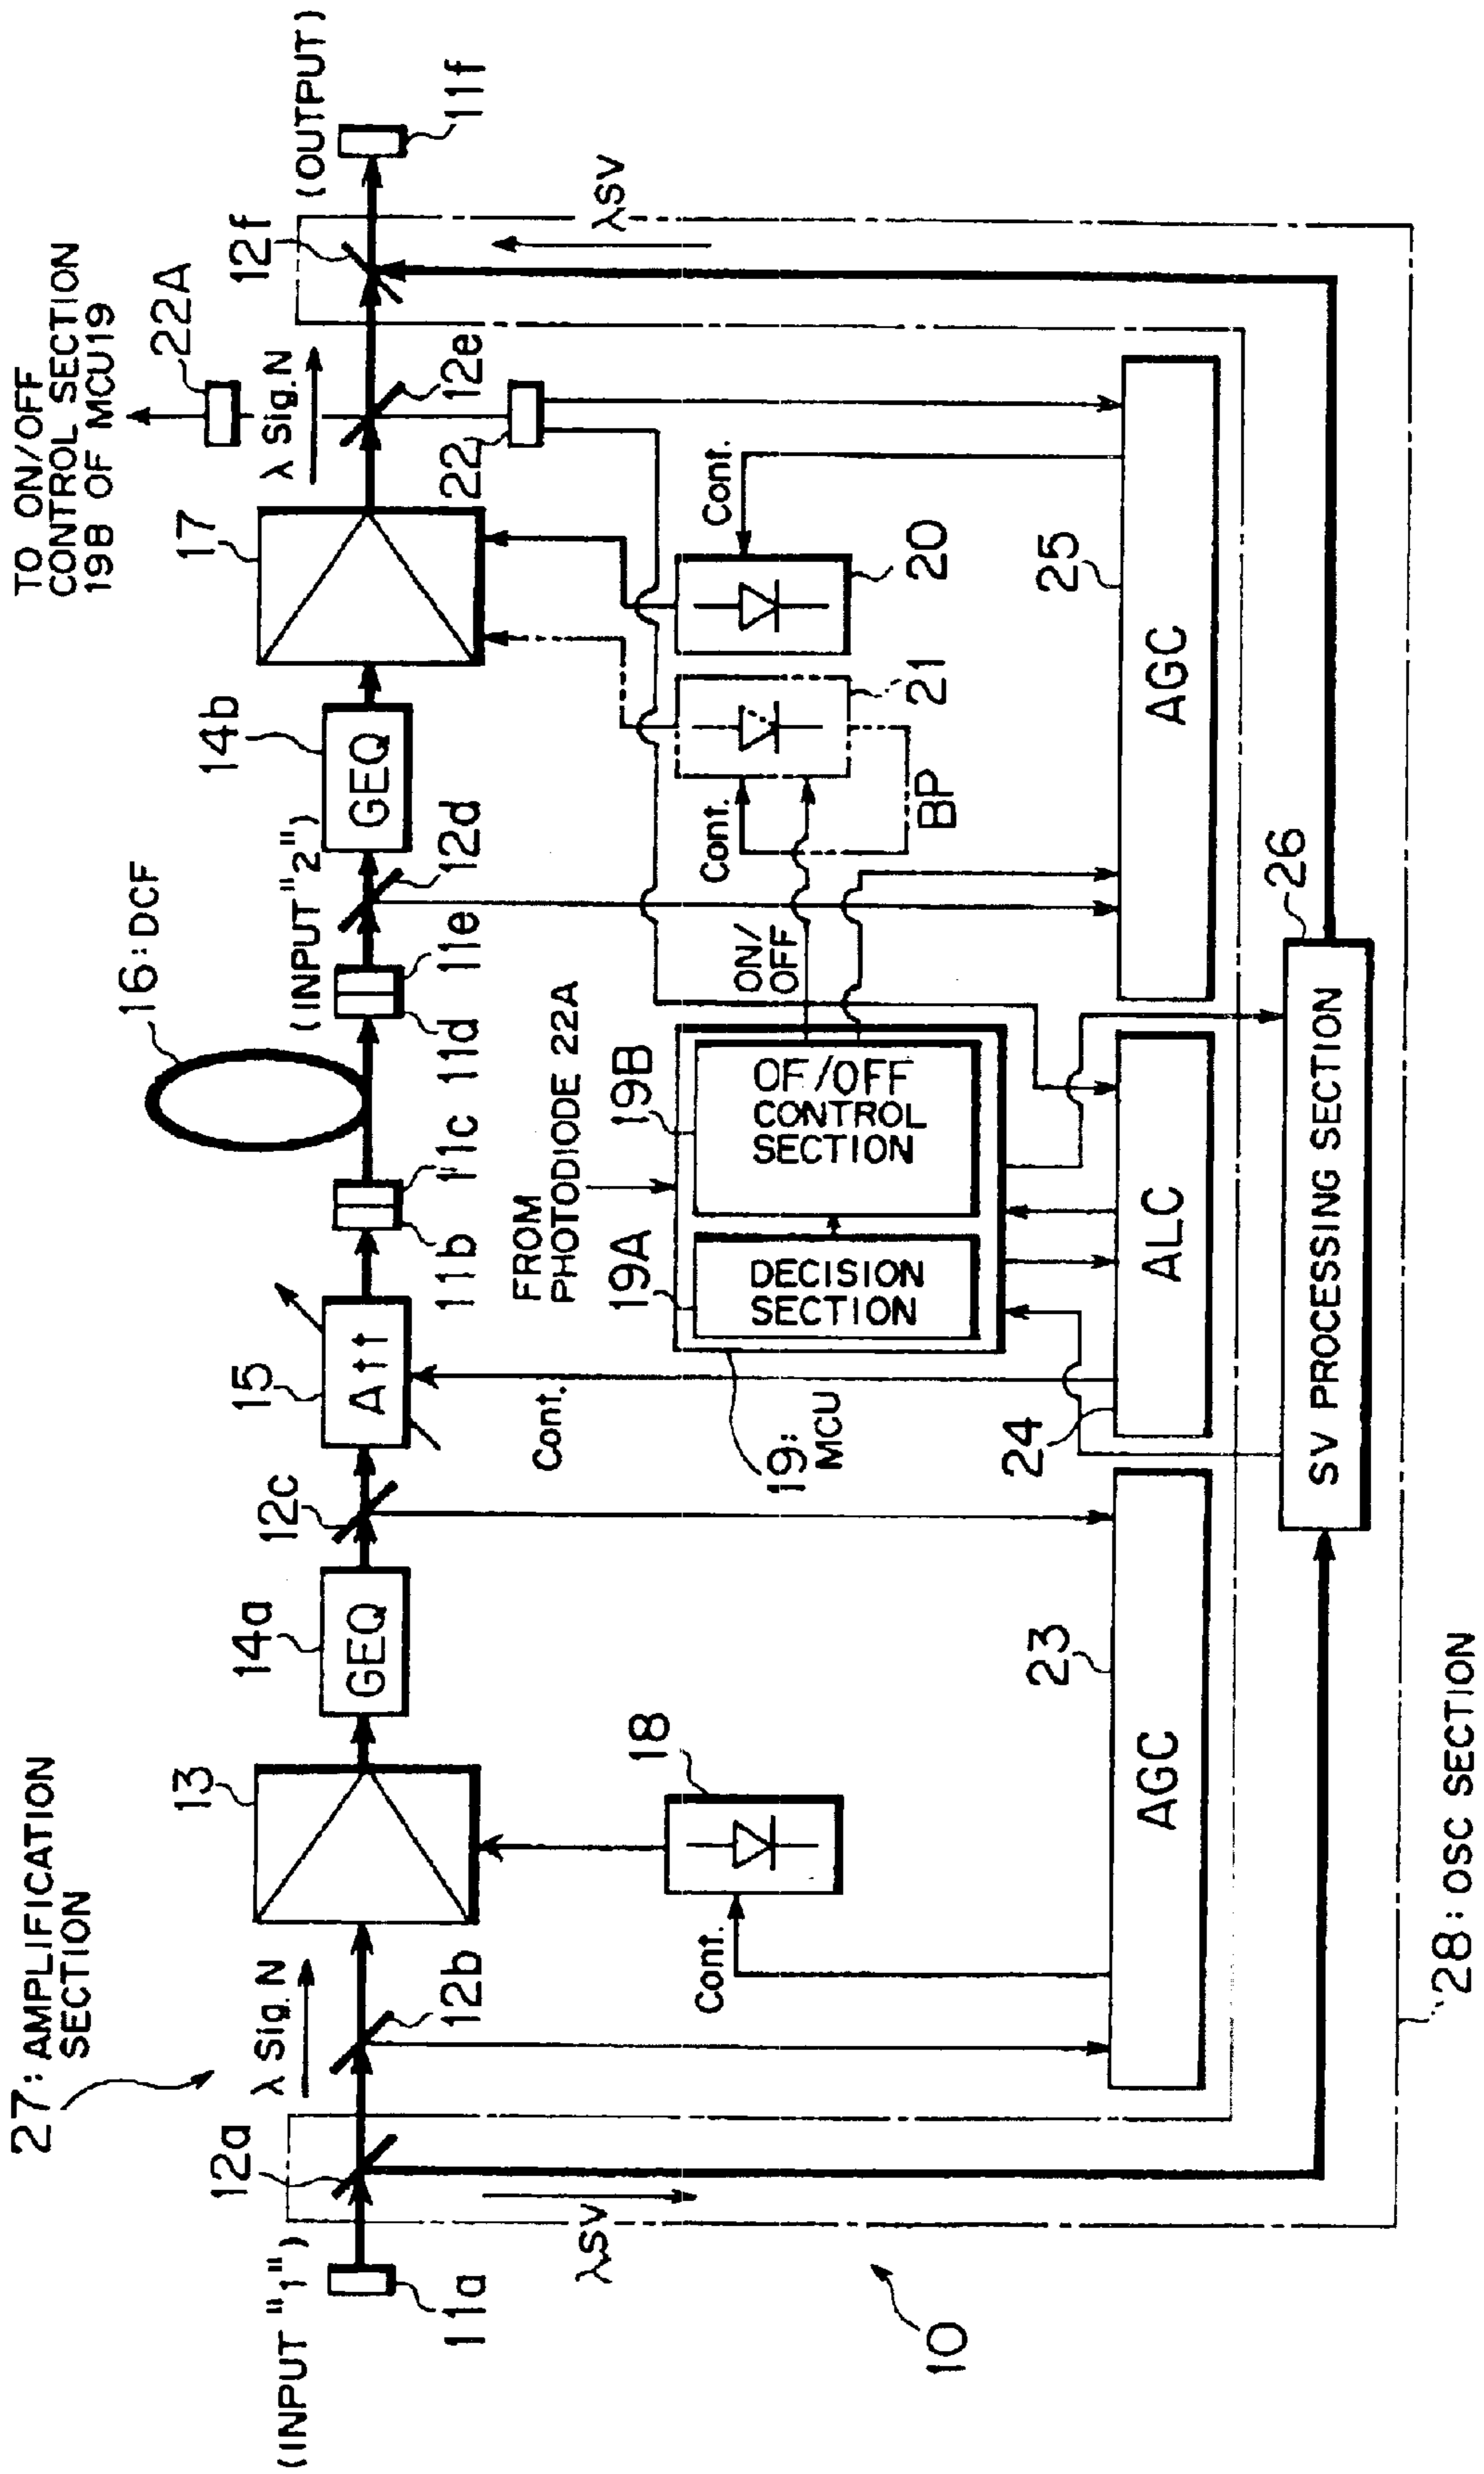 27: AMPLIFICATION
SECTION
TO ON/OFF
CONTROL SECTION
19B OF MCU19
16: DCF
22A
(INPUT "1")
12a
λ Sig. N
13
14a
12c
15
(INPUT "2")
14b
17
λ Sig. N
12f
(OUTPUT)
11a
12b
GEQ
Att
11b
11c
11d
11e
12d
GEQ
22
12e
11f
λSV
Cont.
18
Cont.
FROM
PHOTODIODE 22A
19A
19B
DECISION
SECTION
OF/OFF
CONTROL
SECTION
19:
MCU
ON/
OFF
Cont.
BP
21
Cont.
20
λSV
23
AGC
24
ALC
25
AGC
26
SV PROCESSING SECTION
10
28: OSC SECTION